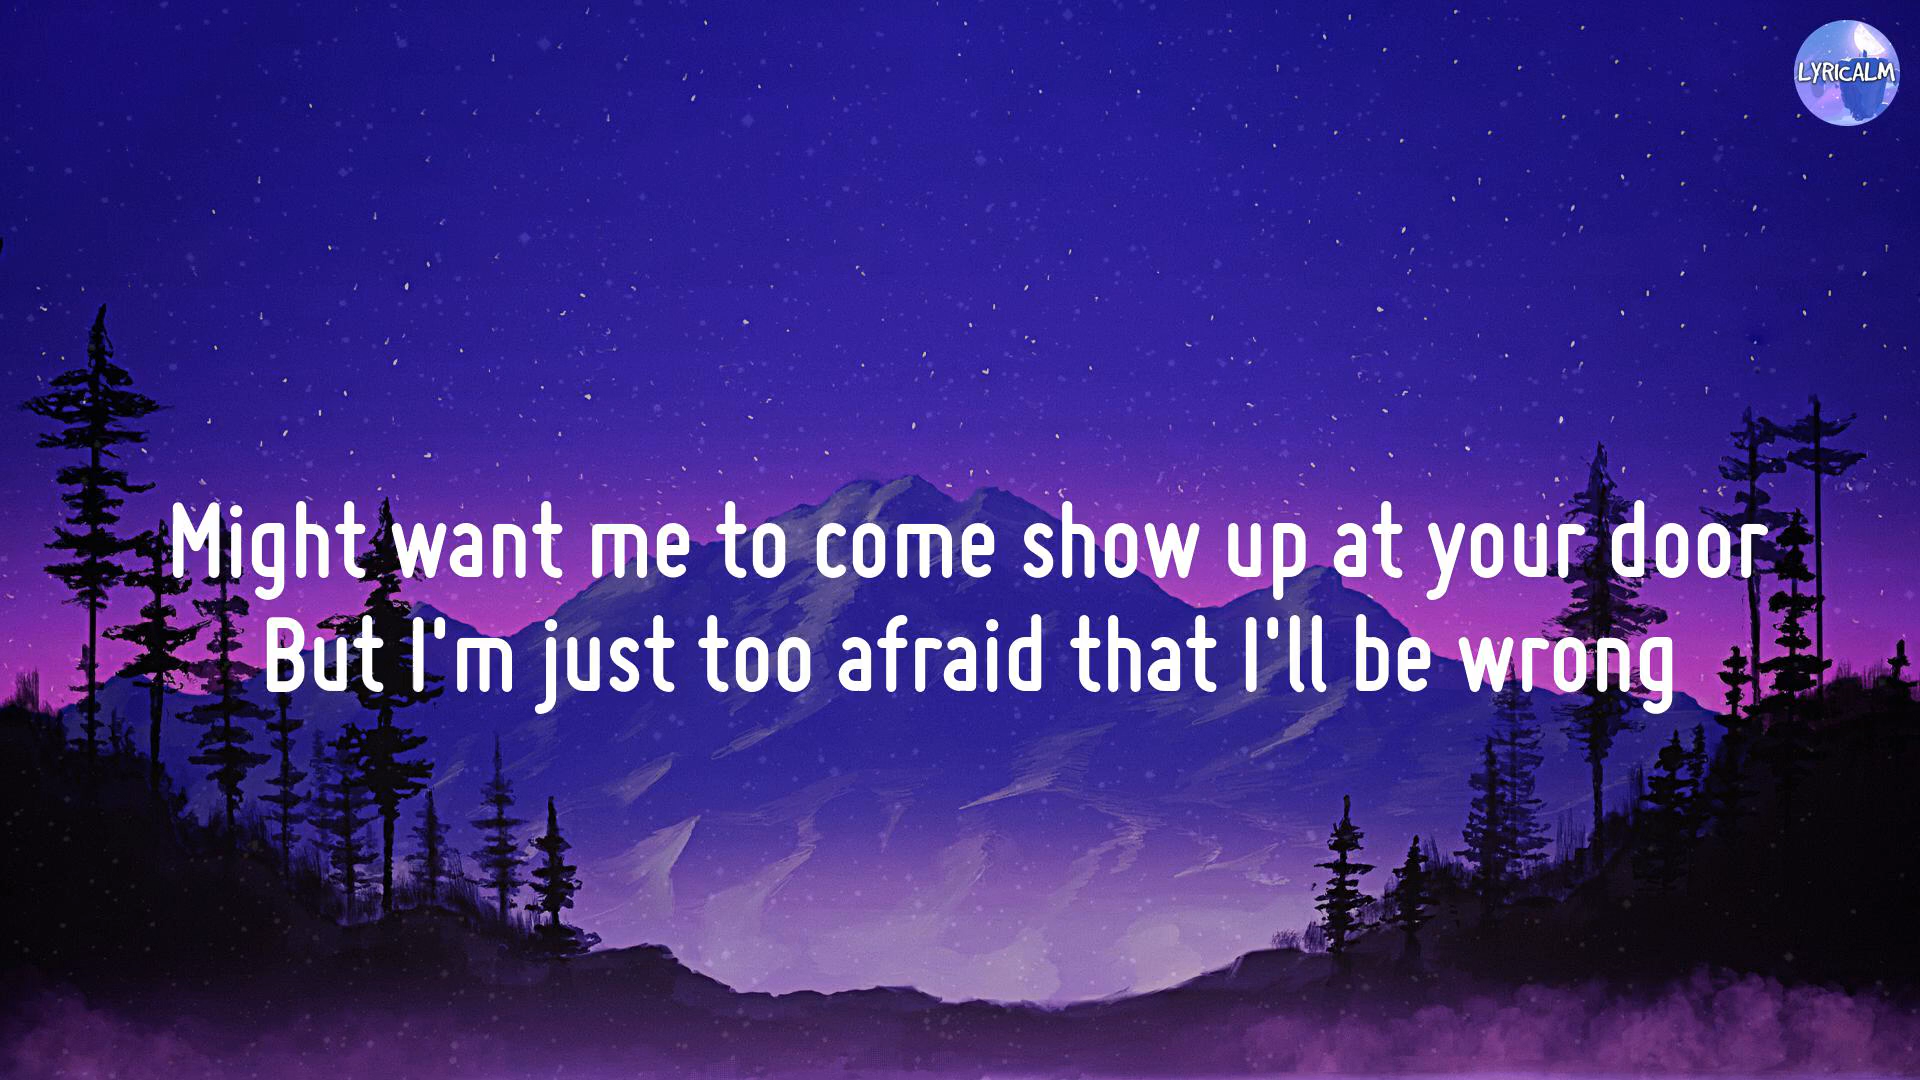 LYRICALM
Might want me to come show up at your door
But I'm just too afraid that I'll be wrong